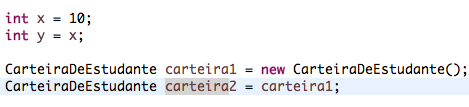 int x = 10;
int y = x;
CarteiraDeEstudante carteira1 = new CarteiraDeEstudante();
CarteiraDeEstudante carteira2 = carteira1;